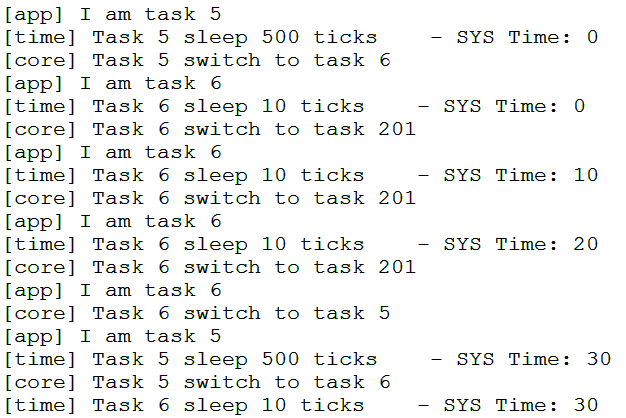 [app] I am task 5
[time] Task 5 sleep 500 ticks    - SYS Time: 0
[core] Task 5 switch to task 6
[app] I am task 6
[time] Task 6 sleep 10 ticks    - SYS Time: 0
[core] Task 6 switch to task 201
[app] I am task 6
[time] Task 6 sleep 10 ticks    - SYS Time: 10
[core] Task 6 switch to task 201
[app] I am task 6
[time] Task 6 sleep 10 ticks    - SYS Time: 20
[core] Task 6 switch to task 201
[app] I am task 6
[core] Task 6 switch to task 5
[app] I am task 5
[time] Task 5 sleep 500 ticks    - SYS Time: 30
[core] Task 5 switch to task 6
[time] Task 6 sleep 10 ticks    - SYS Time: 30